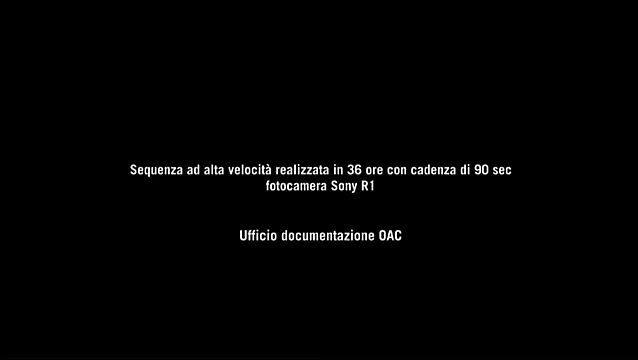 Sequenza ad alta velocità realizzata in 36 ore con cadenza di 90 sec
fotocamera Sony R1
Ufficio documentazione OAC